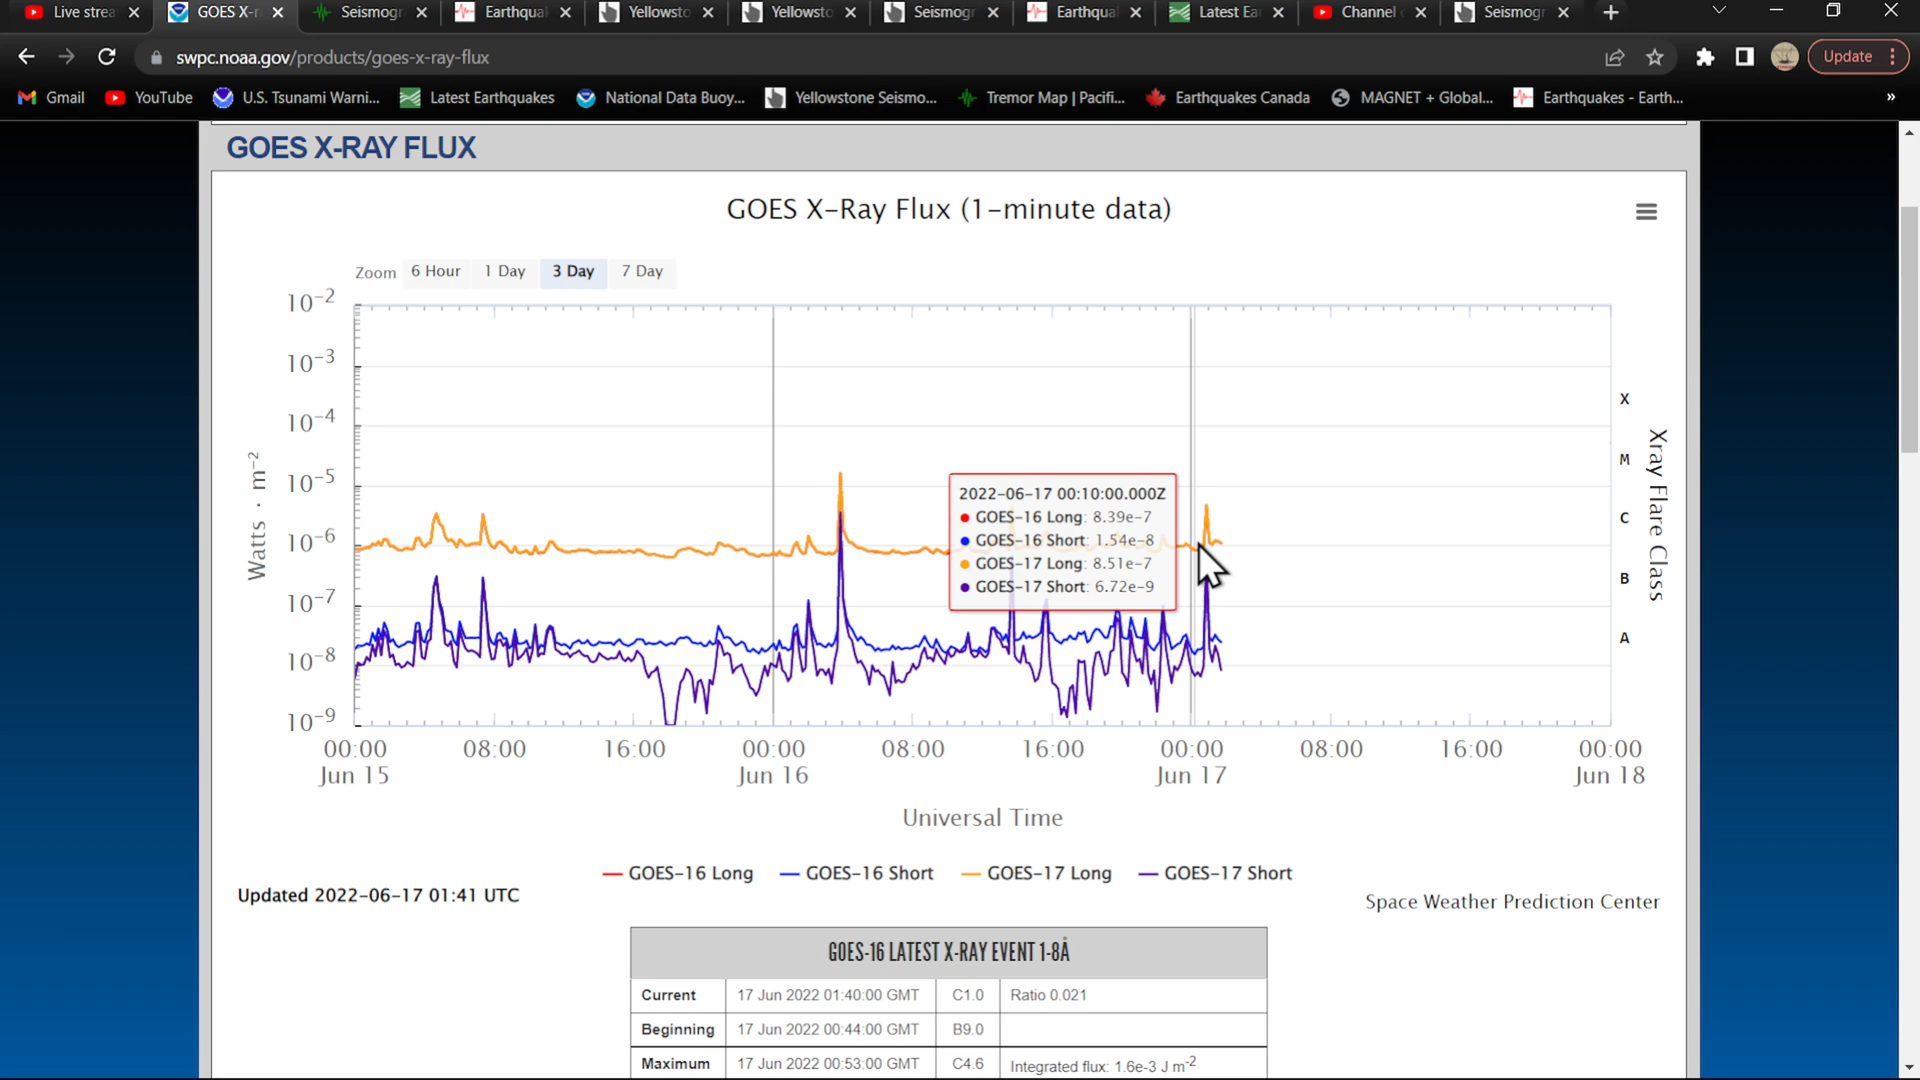 Live strea
GOES X-r
Seismogr
Earthqual
Yellowsto
Yellowsto
Seismogr
Earthqual
Latest Ea
Channel
Seismogr
swpc.noaa.gov/products/goes-x-ray-flux
Update
Gmail
YouTube
U.S. Tsunami Warni...
Latest Earthquakes
National Data Buoy...
Yellowstone Seismo...
Tremor Map | Pacifi...
Earthquakes Canada
MAGNET + Global...
Earthquakes - Earth...
»
GOES X-RAY FLUX
GOES X-Ray Flux (1-minute data)
Zoom 6 Hour 1 Day 3 Day 7 Day
10-2
10-3
10-4
10-5
10-6
10-7
10-8
10-9
Watts · m-2
X
M
C
B
A
Xray Flare Class
2022-06-17 00:10:00.000Z
GOES-16 Long: 8.39e-7
GOES-16 Short: 1.54e-8
GOES-17 Long: 8.51e-7
GOES-17 Short: 6.72e-9
00:00 08:00 16:00 00:00 08:00 16:00 00:00 08:00 16:00 00:00
Jun 15 Jun 16 Jun 17 Jun 18
Universal Time
GOES-16 Long GOES-16 Short GOES-17 Long GOES-17 Short
Updated 2022-06-17 01:41 UTC
Space Weather Prediction Center
GOES-16 LATEST X-RAY EVENT 1-8Å
Current 17 Jun 2022 01:40:00 GMT C1.0 Ratio 0.021
Beginning 17 Jun 2022 00:44:00 GMT B9.0
Maximum 17 Jun 2022 00:53:00 GMT C4.6 Integrated flux: 1.6e-3 J m-2